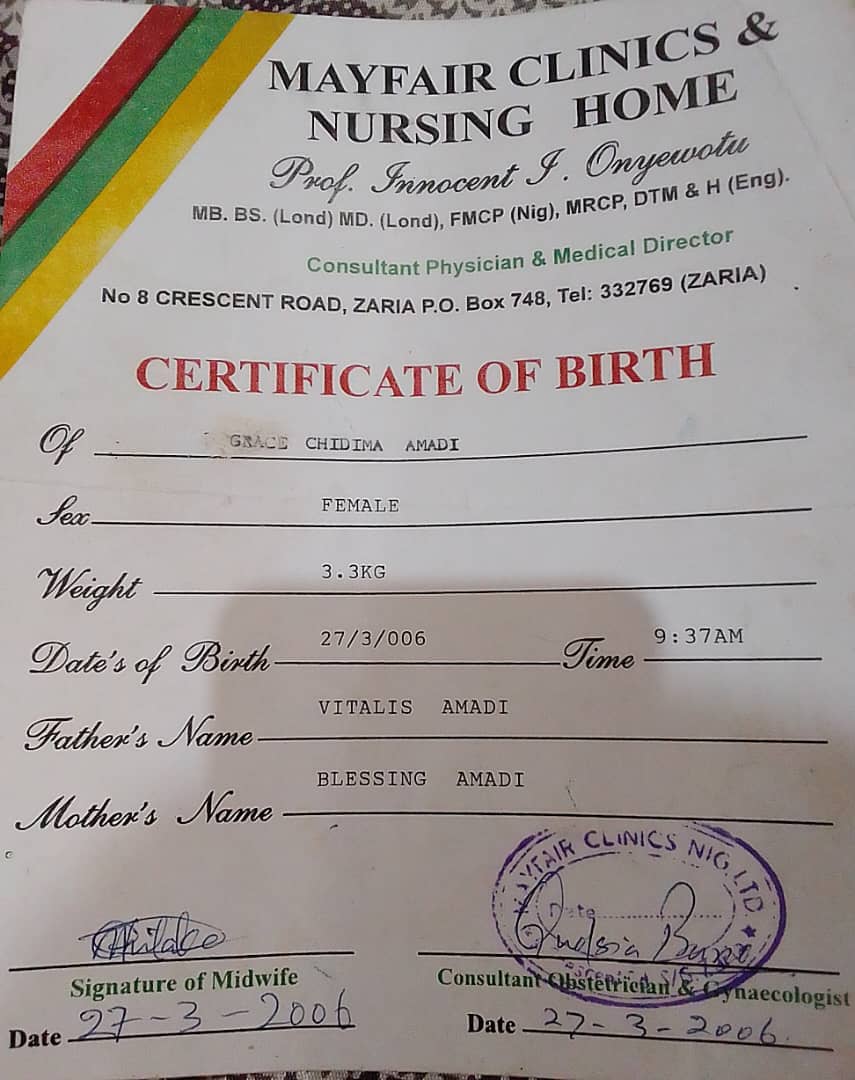 MAYFAIR CLINICS &
NURSING HOME
Prof. Innocent I. Onyewotu
MB. BS. (Lond) MD. (Lond), FMCP (Nig), MRCP, DTM & H (Eng).
Consultant Physician & Medical Director
No 8 CRESCENT ROAD, ZARIA P.O. Box 748, Tel: 332769 (ZARIA)
CERTIFICATE OF BIRTH
Of GRACE CHIDIMA AMADI
Sex FEMALE
Weight 3.3KG
Date's of Birth 27/3/006 Time 9:37AM
Father's Name VITALIS AMADI
Mother's Name BLESSING AMADI
MAYFAIR CLINICS NIG. LTD.
Date
Signature of Midwife
Consultant Obstetrician & Gynaecologist
Date 27-3-2006
Date 27-3-2006.